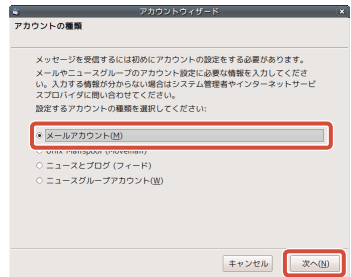 アカウントウィザード
アカウントの種類
メッセージを受信するには初めにアカウントの設定をする必要があります。
メールやニュースグループのアカウント設定に必要な情報を入力してくださ
い。入力する情報が分からない場合はシステム管理者やインターネットサービ
スプロバイダに問い合わせてください。
設定するアカウントの種類を選択してください:
メールアカウント(M)
Unix Mailspool (Movemail)
ニュースとブログ (フィード)
ニュースグループアカウント(W)
キャンセル
次へ(N)